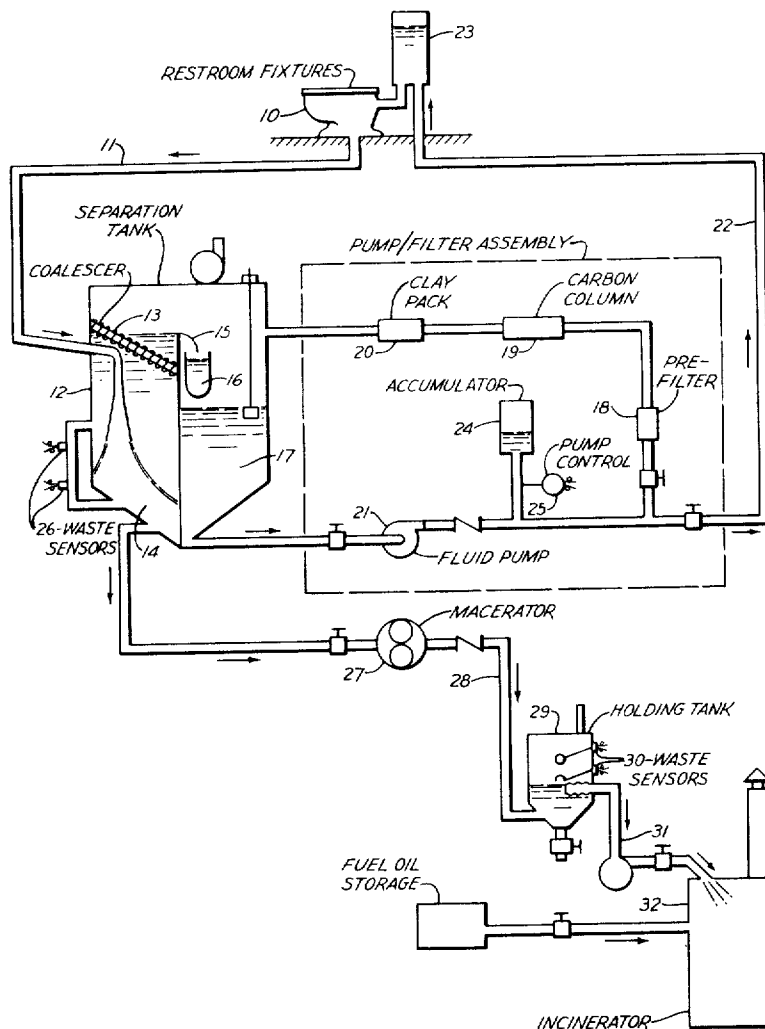 23
RESTROOM FIXTURES
10
11
SEPARATION
TANK
22
PUMP/FILTER ASSEMBLY
COALESCER
CLAY
PACK
CARBON
COLUMN
13
15
20
19
16
PRE-
FILTER
12
ACCUMULATOR
18
24
PUMP
CONTROL
17
25
21
26-WASTE
SENSORS
14
FLUID PUMP
MACERATOR
27
28
29
HOLDING TANK
30-WASTE
SENSORS
31
FUEL OIL
STORAGE
32
INCINERATOR